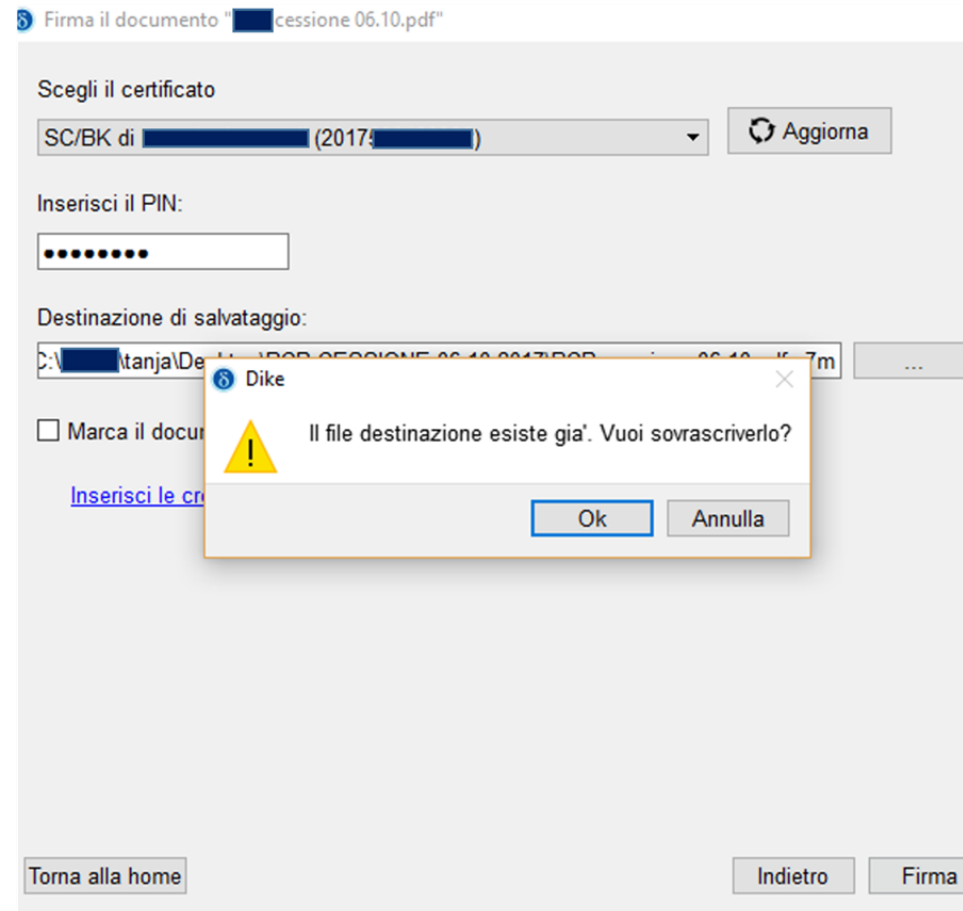 Firma il documento "cessione 06.10.pdf"
Scegli il certificato
SC/BK di (2017 )
Aggiorna
Inserisci il PIN:
Destinazione di salvataggio:
\tanja\De
7m
...
Dike
Marca il docu
Il file destinazione esiste gia'. Vuoi sovrascriverlo?
Inserisci le cr
Ok
Annulla
Torna alla home
Indietro
Firma